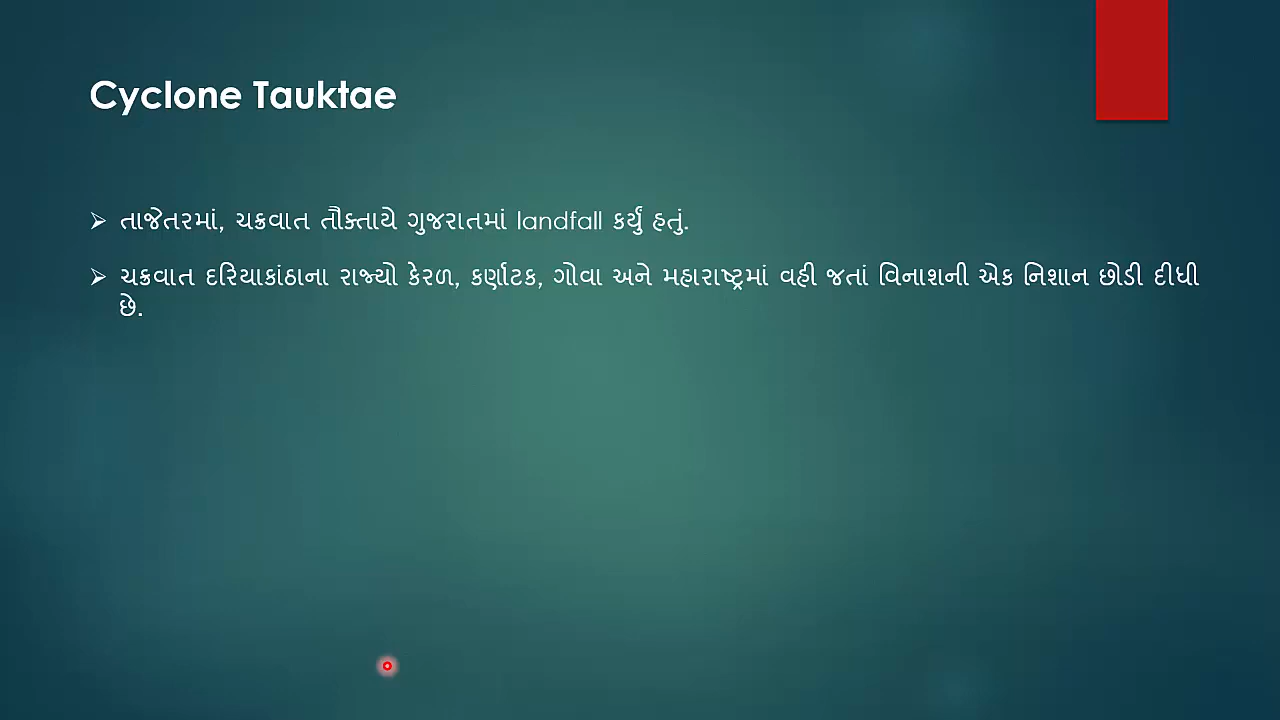 Cyclone Tauktae
તાજેતરમાં, ચક્રવાત તૌક્તાયે ગુજરાતમાં landfall કર્યું હતું.
ચક્રવાત દરિયાકાંઠાના રાજ્યો કેરળ, કર્ણાટક, ગોવા અને મહારાષ્ટ્રમાં વહી જતાં વિનાશની એક નિશાન છોડી દીધી
છે.